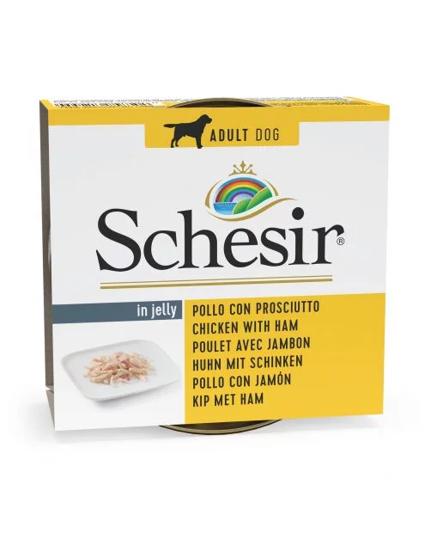 ADULT DOG
Schesir®
in jelly
POLLO CON PROSCIUTTO
CHICKEN WITH HAM
POULET AVEC JAMBON
HUHN MIT SCHINKEN
POLLO CON JAMÓN
KIP MET HAM